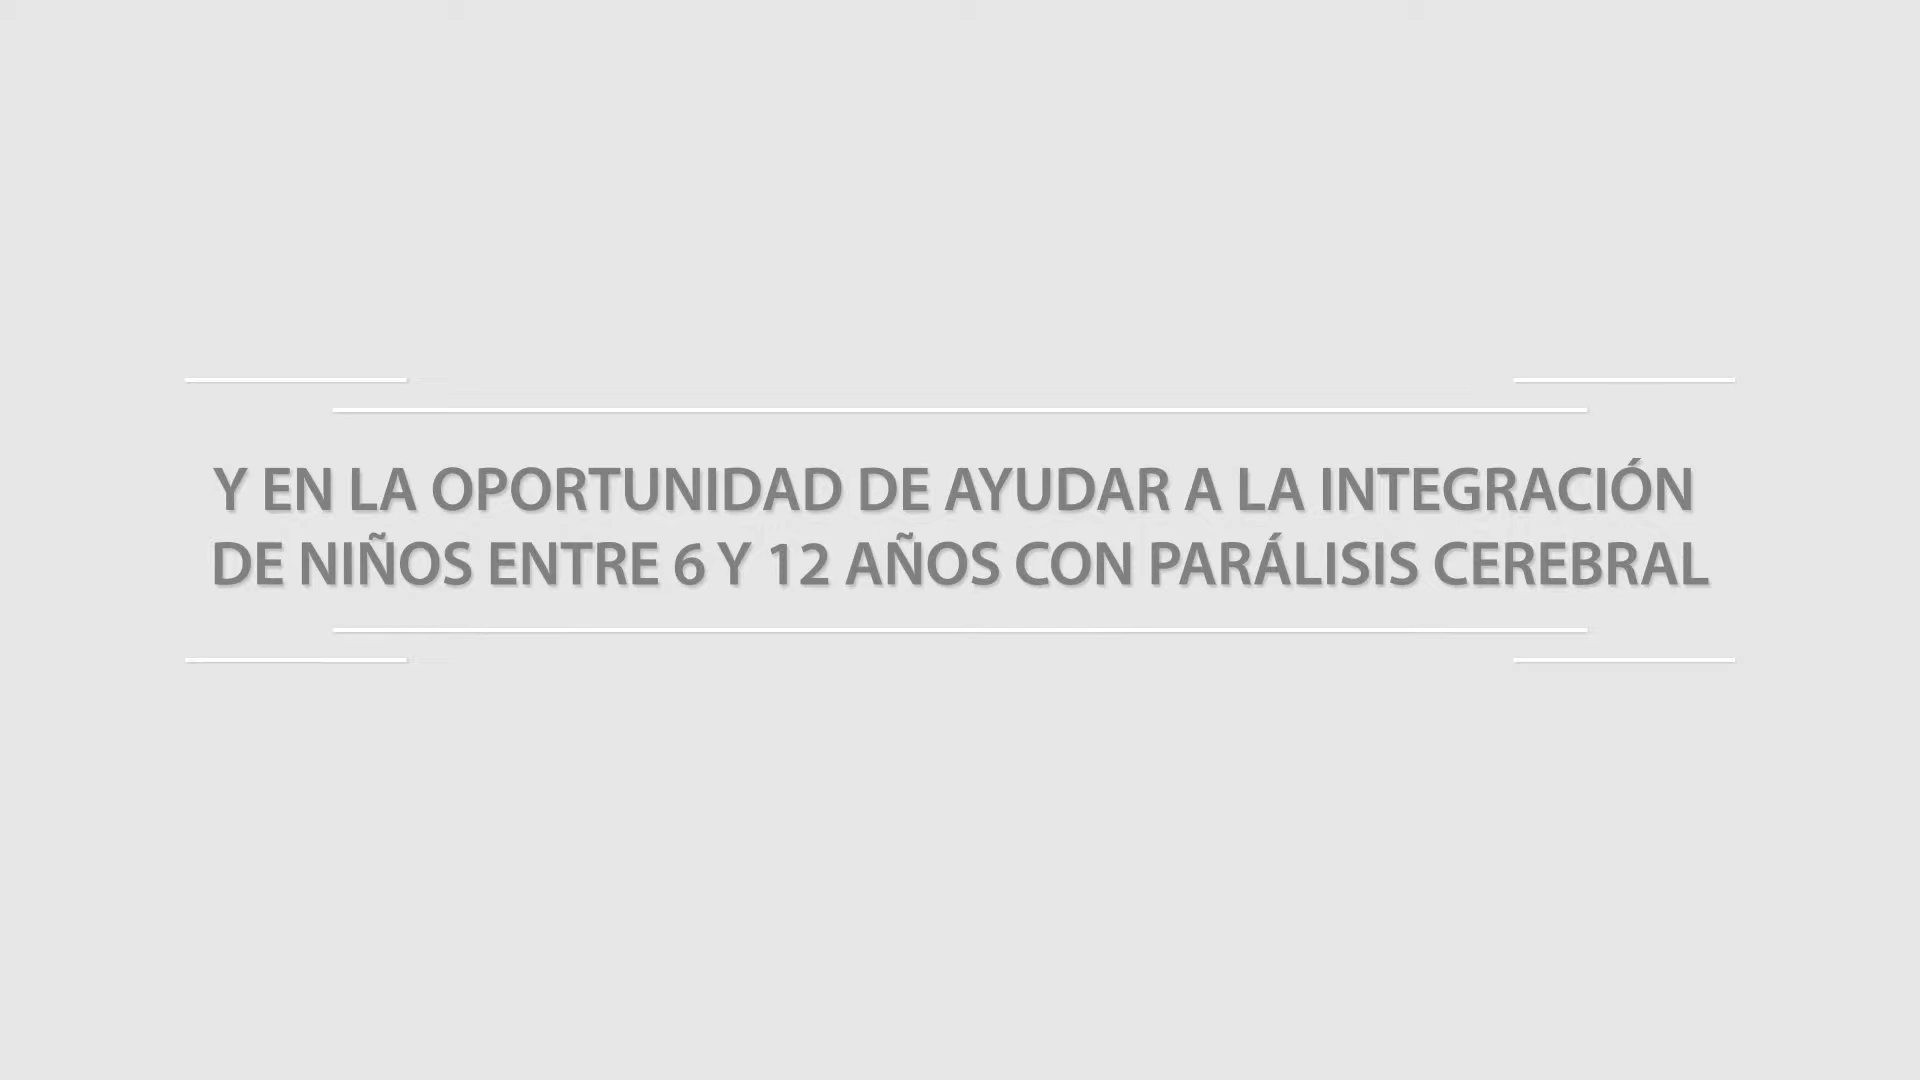 Y EN LA OPORTUNIDAD DE AYUDAR A LA INTEGRACIÓN
DE NIÑOS ENTRE 6 Y 12 AÑOS CON PARÁLISIS CEREBRAL